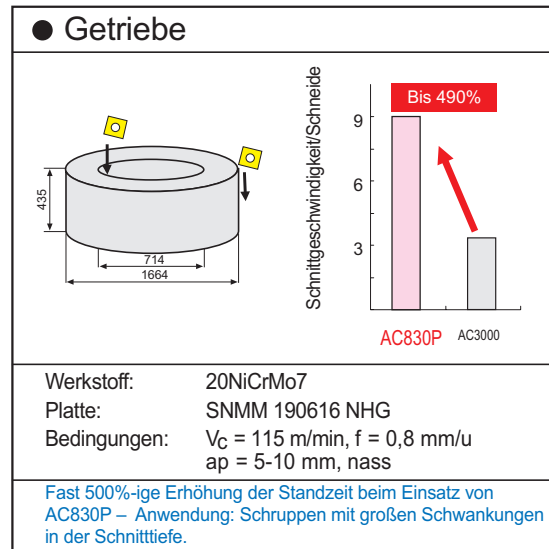 ● Getriebe
435
714
1664
Schnittgeschwindigkeit/Schneide
Bis 490%
9
6
3
AC830P
AC3000
Werkstoff: 20NiCrMo7
Platte: SNMM 190616 NHG
Bedingungen: VC = 115 m/min, f = 0,8 mm/u
ap = 5-10 mm, nass
Fast 500%-ige Erhöhung der Standzeit beim Einsatz von
AC830P – Anwendung: Schruppen mit großen Schwankungen
in der Schnitttiefe.